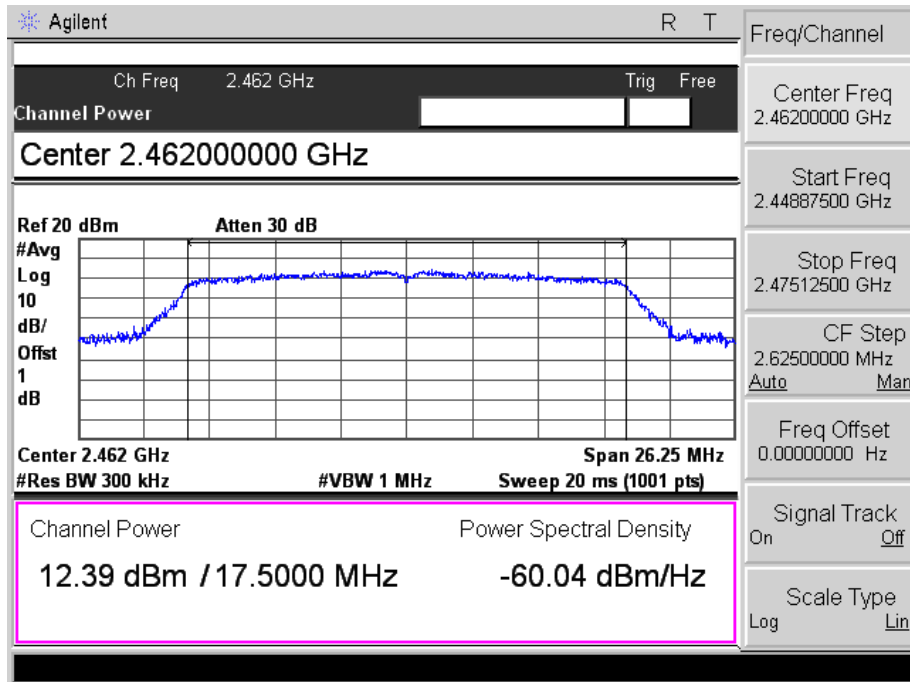 Agilent R T
Freq/Channel
Ch Freq 2.462 GHz Trig Free
Channel Power
Center 2.462000000 GHz
Center Freq
2.46200000 GHz
Start Freq
2.44887500 GHz
Stop Freq
2.47512500 GHz
CF Step
2.62500000 MHz
Auto Man
Freq Offset
0.00000000 Hz
Signal Track
On Off
Scale Type
Log Lin
Ref 20 dBm Atten 30 dB
#Avg
Log
10
dB/
Offst
1
dB
Center 2.462 GHz Span 26.25 MHz
#Res BW 300 kHz #VBW 1 MHz Sweep 20 ms (1001 pts)
Channel Power Power Spectral Density
12.39 dBm / 17.5000 MHz -60.04 dBm/Hz